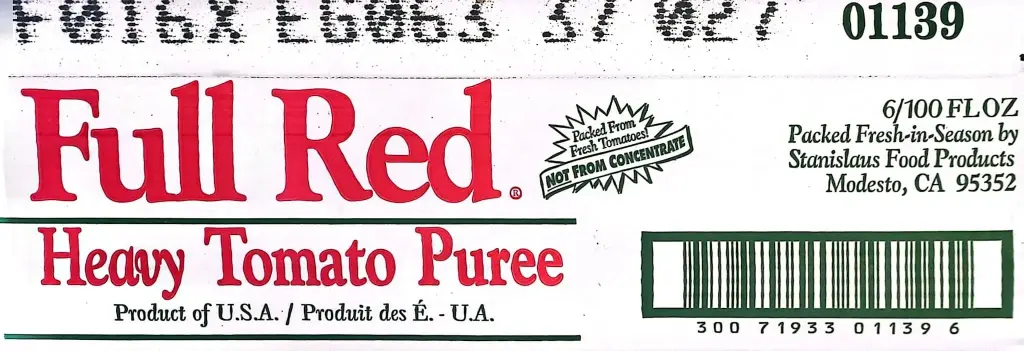 01139
Full Red®
Packed From
Fresh Tomatoes!
NOT FROM CONCENTRATE
6/100 FL OZ
Packed Fresh-in-Season by
Stanislaus Food Products
Modesto, CA 95352
Heavy Tomato Puree
Product of U.S.A. / Produit des É. - U.A.
300 71933 01139 6